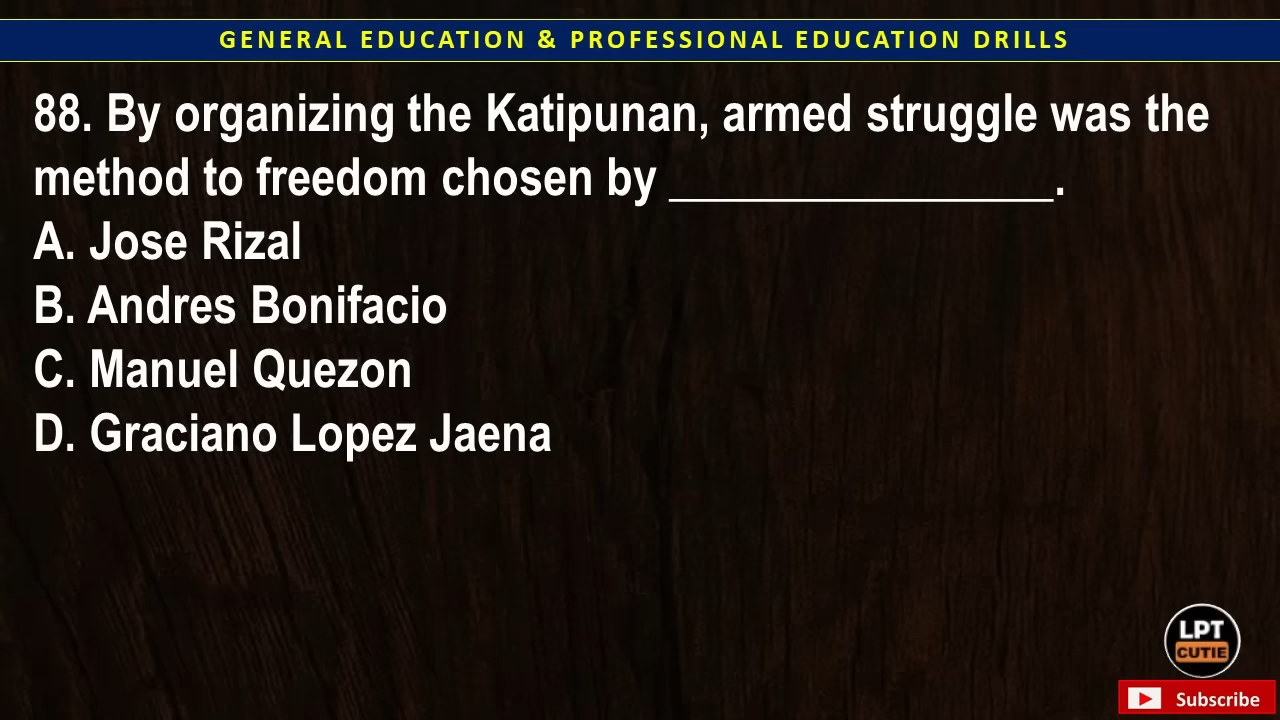 GENERAL EDUCATION & PROFESSIONAL EDUCATION DRILLS
88. By organizing the Katipunan, armed struggle was the
method to freedom chosen by _________________.
A. Jose Rizal
B. Andres Bonifacio
C. Manuel Quezon
D. Graciano Lopez Jaena
LPT
CUTIE
Subscribe